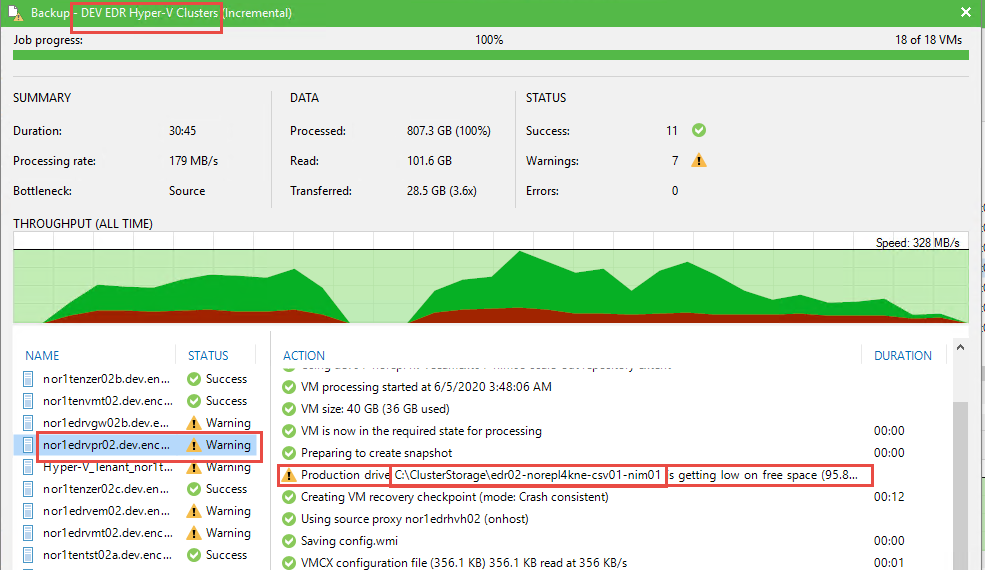 Backup - DEV EDR Hyper-V Clusters (Incremental)
Job progress: 100% 18 of 18 VMs
SUMMARY DATA STATUS
Duration: 30:45 Processed: 807.3 GB (100%) Success: 11
Processing rate: 179 MB/s Read: 101.6 GB Warnings: 7
Bottleneck: Source Transferred: 28.5 GB (3.6x) Errors: 0
THROUGHPUT (ALL TIME)
Speed: 328 MB/s
NAME STATUS ACTION DURATION
nor1tenzer02b.dev.en... Success
VM processing started at 6/5/2020 3:48:06 AM
nor1tenvmt02.dev.enc... Success VM size: 40 GB (36 GB used)
nor1edrvgw02b.dev.e... Warning VM is now in the required state for processing 00:00
nor1edrvpr02.dev.enc... Warning Preparing to create snapshot 00:00
Hyper-V_Tenant_nor1t... Warning Production drive C:\ClusterStorage\edr02-norepl4kne-csv01-nim01 s getting low on free space (95.8...
nor1tenzer02c.dev.en... Success Creating VM recovery checkpoint (mode: Crash consistent) 00:12
nor1edrvem02.dev.en... Warning Using source proxy nor1edrhvh02 (onhost)
nor1edrvmt02.dev.enc... Warning Saving config.wmi 00:00
nor1tentst02a.dev.enc... Success VMCX configuration file (356.1 KB) 356.1 KB read at 356 KB/s 00:01